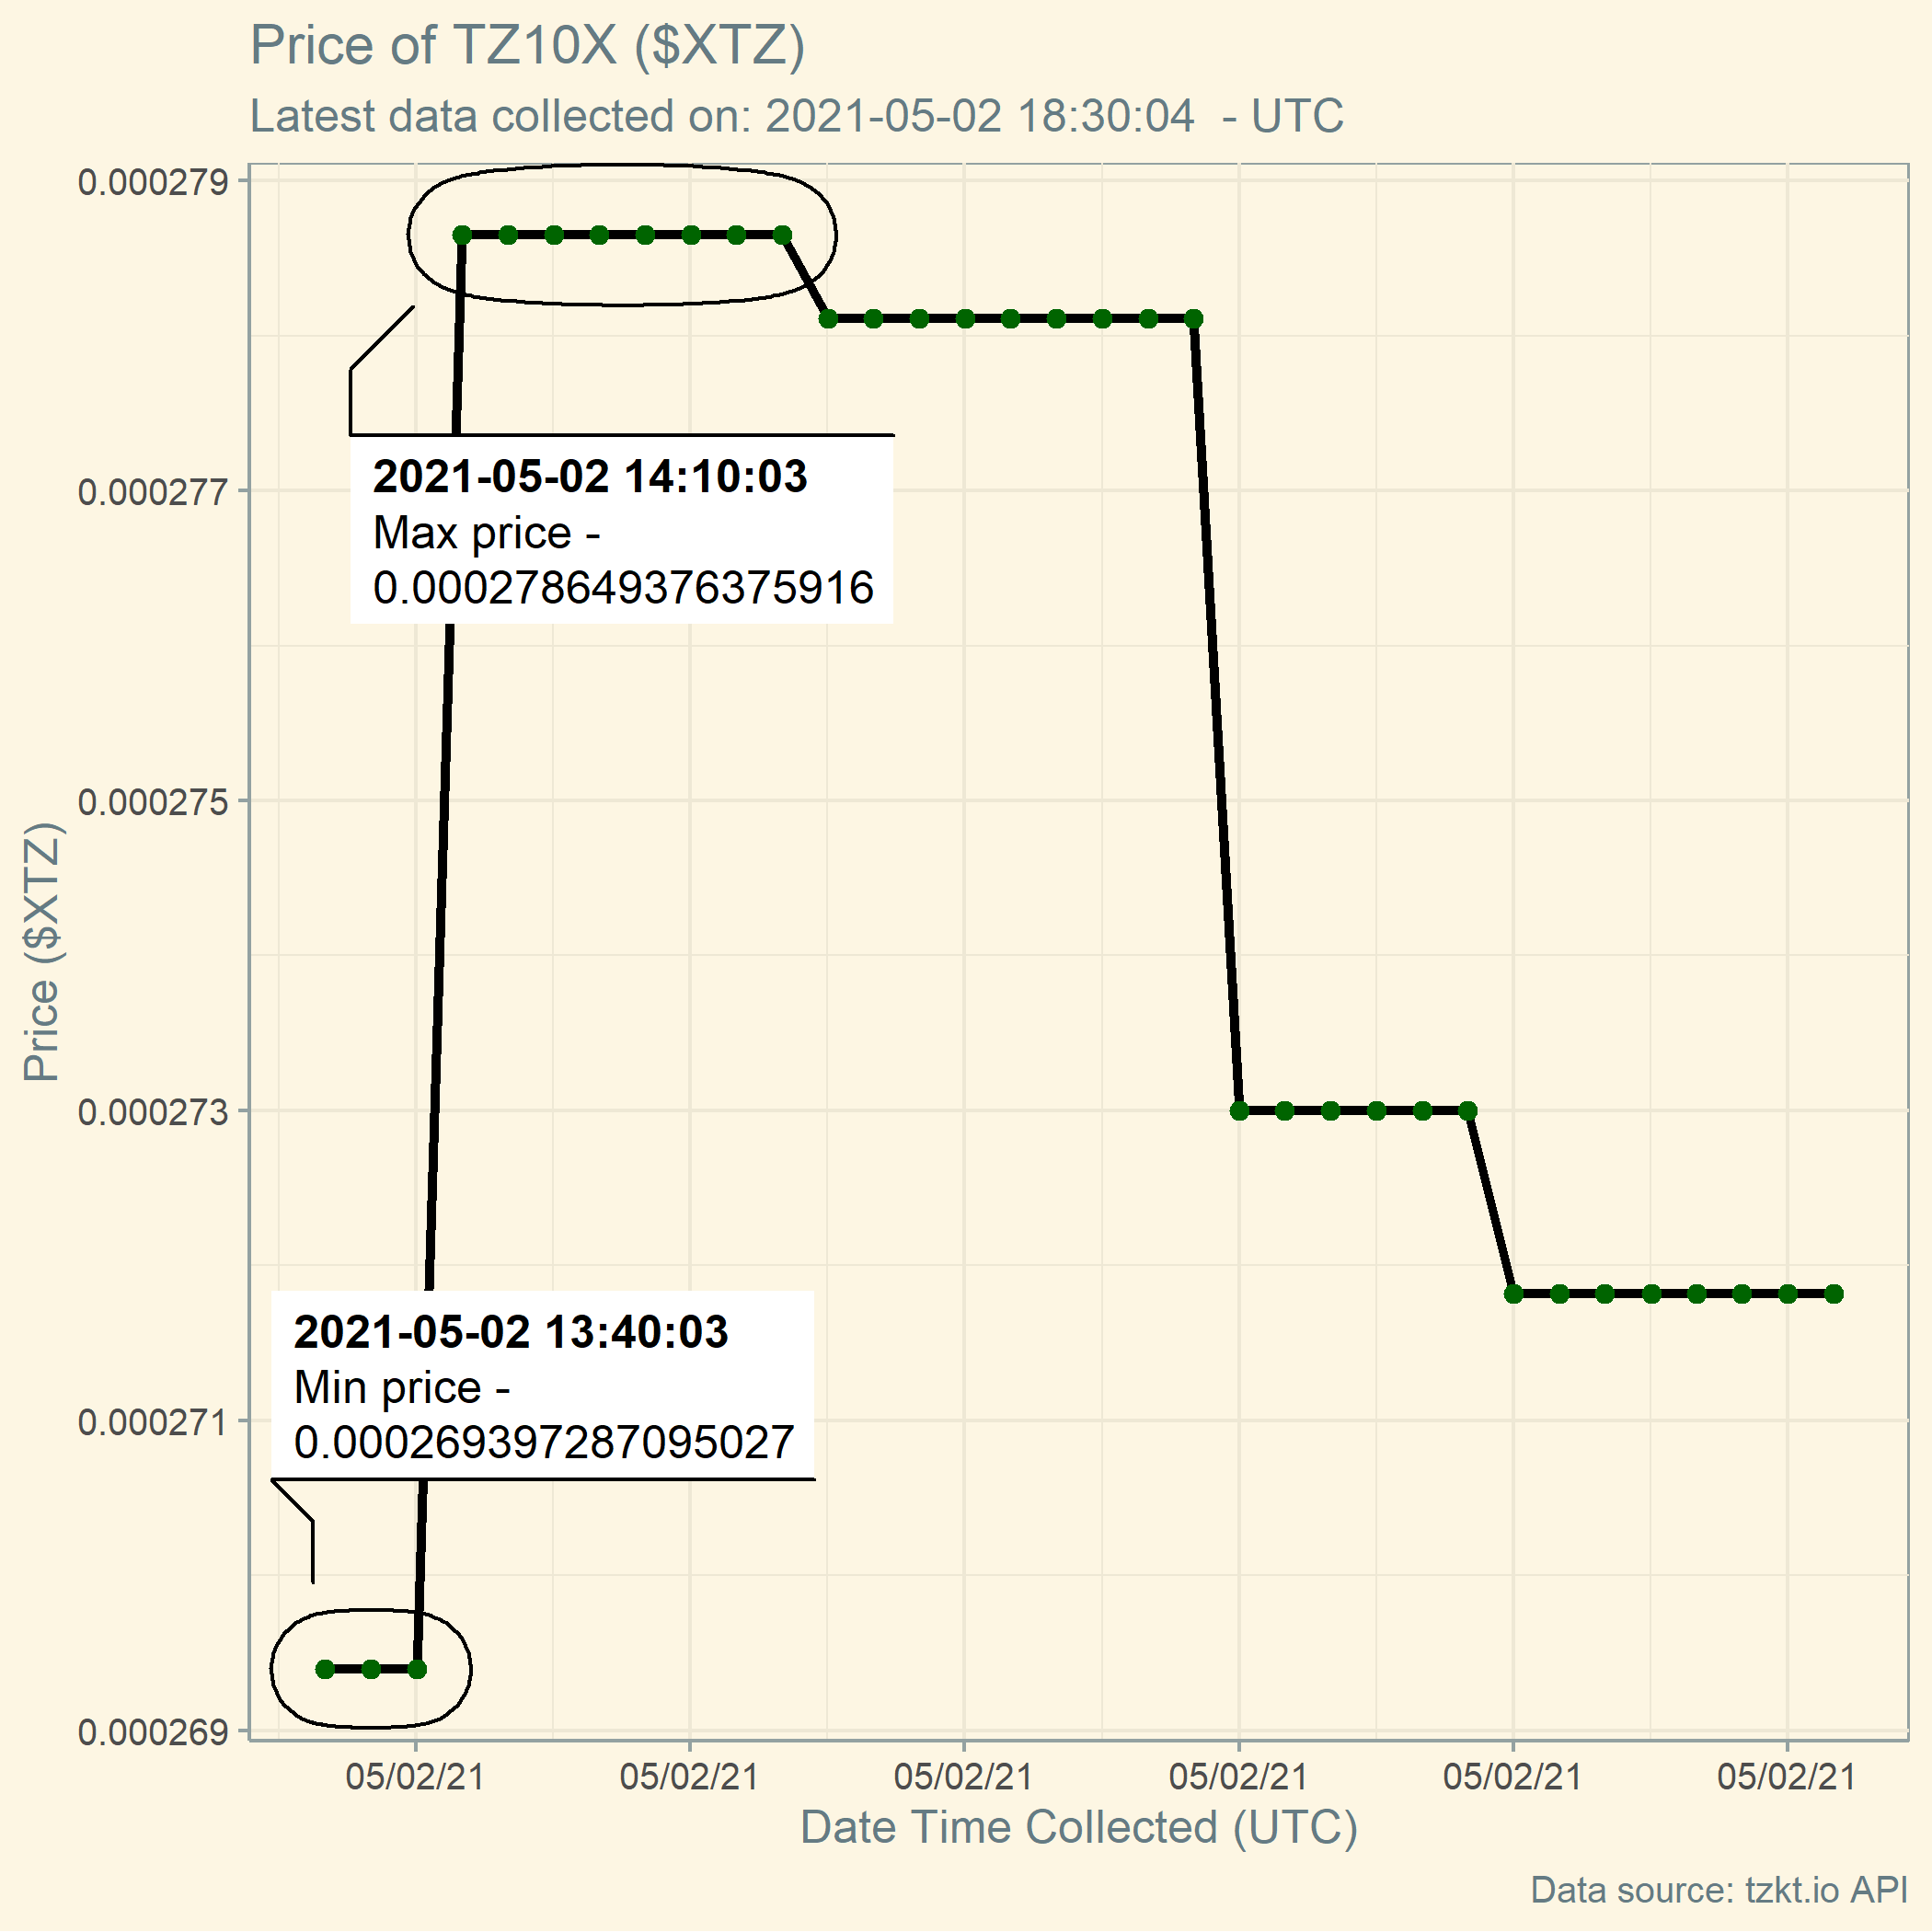 Price of TZ10X ($XTZ)
Latest data collected on: 2021-05-02 18:30:04  - UTC
0.000279
0.000277
0.000275
0.000273
0.000271
0.000269
Price ($XTZ)
2021-05-02 14:10:03
Max price -
0.000278649376375916
2021-05-02 13:40:03
Min price -
0.000269397287095027
05/02/21 05/02/21 05/02/21 05/02/21 05/02/21 05/02/21
Date Time Collected (UTC)
Data source: tzkt.io API